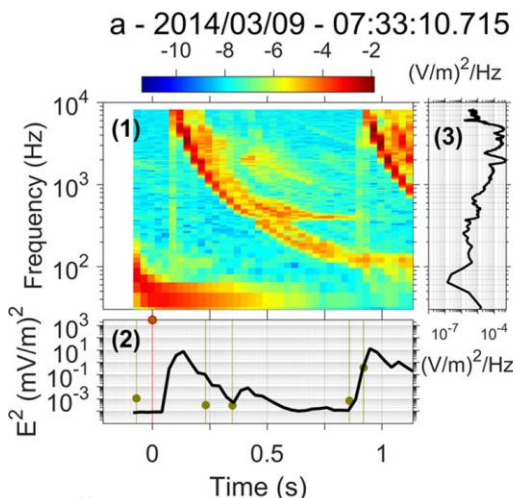 a - 2014/03/09 - 07:33:10.715
-10 -8 -6 -4 -2
(V/m)²/Hz
10⁴
10³
10²
Frequency (Hz)
(1)
(3)
10⁻⁷ 10⁻⁴
(V/m)²/Hz
10³
10¹
10⁻¹
10⁻³
E² (mV/m)²
(2)
0 0.5 1
Time (s)